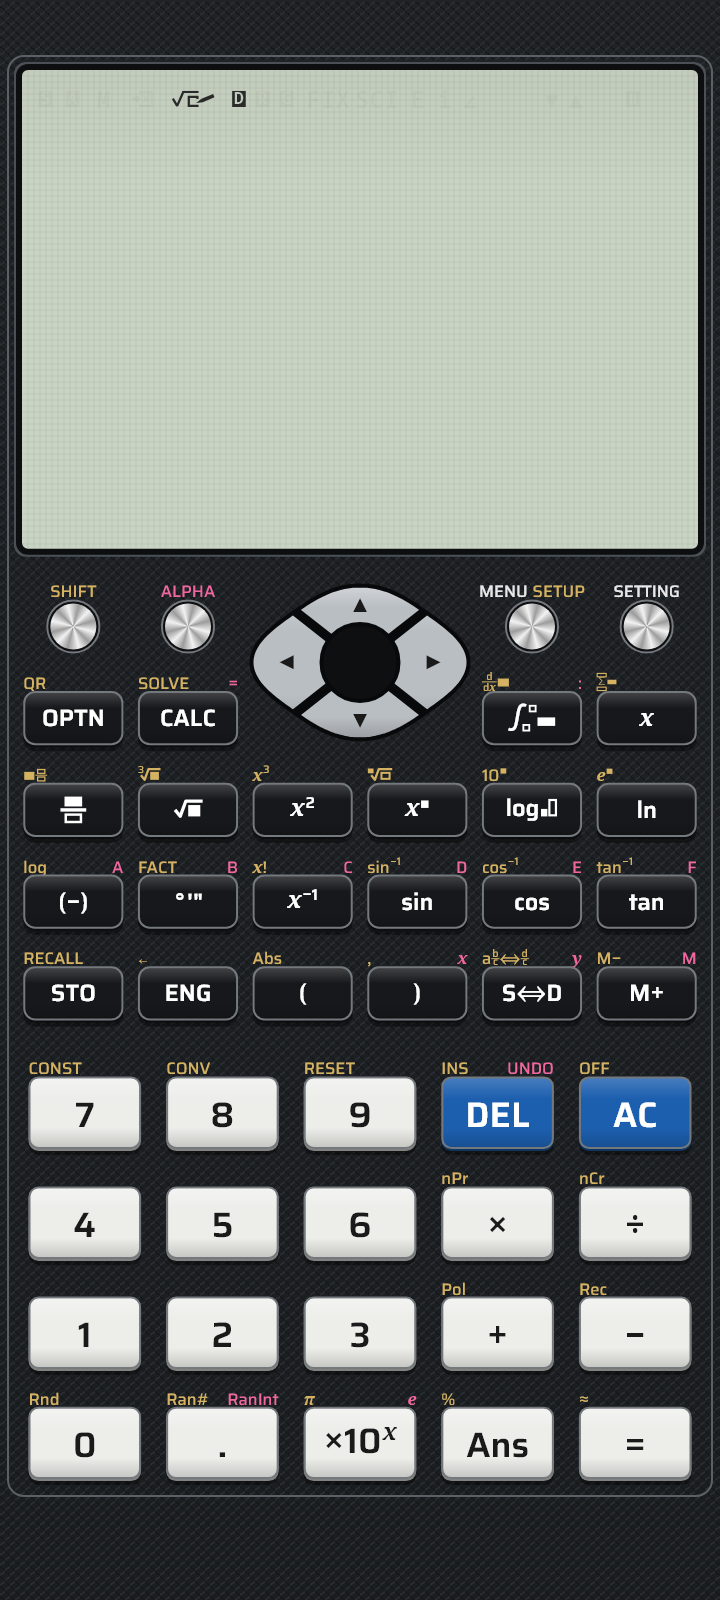 √ D
SHIFT ALPHA MENU SETUP SETTING
QR SOLVE = d/dx■ : Σ
OPTN CALC ∫ x
³√■ x³ ■√ 10■ e■
√■ x² x■ log ln
log A FACT B x! C sin⁻¹ D cos⁻¹ E tan⁻¹ F
(−) °'" x⁻¹ sin cos tan
RECALL ← Abs , x a b/c⇔d/c y M− M
STO ENG ( ) S⇔D M+
CONST CONV RESET INS UNDO OFF
7 8 9 DEL AC
nPr nCr
4 5 6 × ÷
Pol Rec
1 2 3 + −
Rnd Ran# RanInt π e % ≈
0 . ×10x Ans =